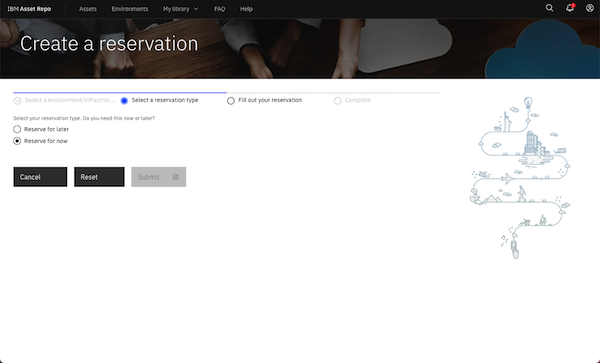 IBM Asset Repo Assets Environments My library FAQ Help
Create a reservation
Select a environment/infrastruc... Select a reservation type Fill out your reservation Complete
Select your reservation type. Do you need this now or later?
Reserve for later
Reserve for now
Cancel Reset Submit